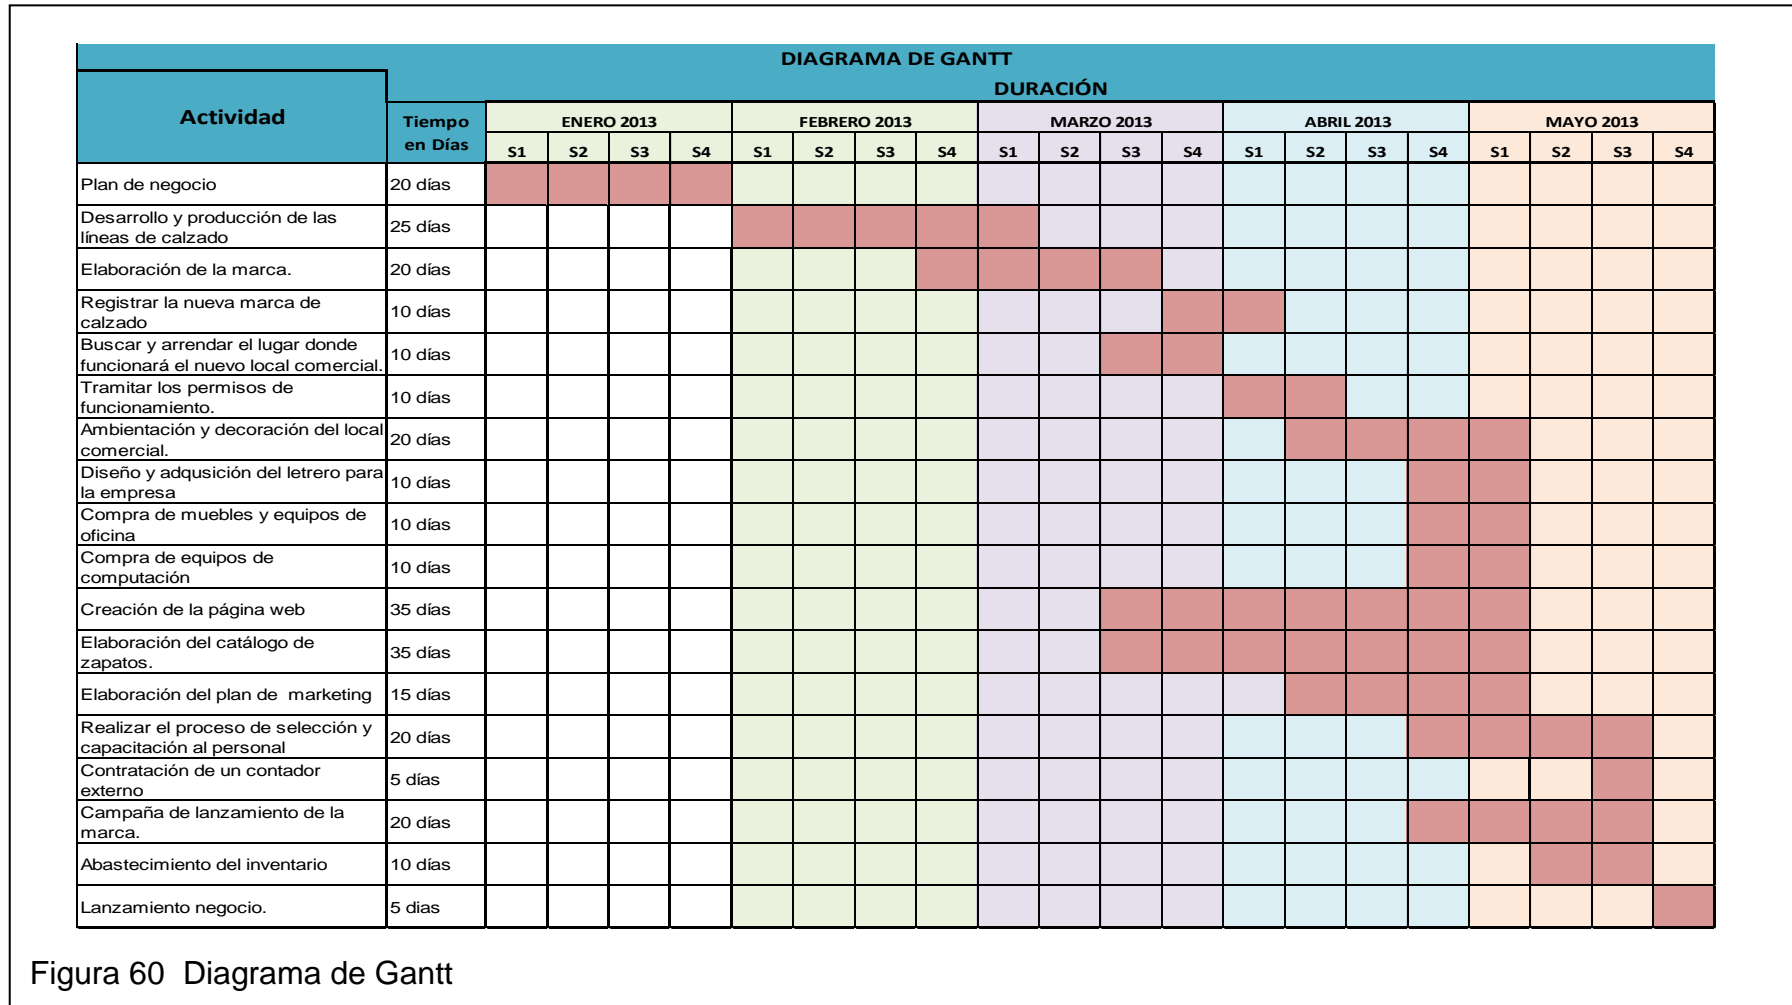 DIAGRAMA DE GANTT
DURACIÓN
Actividad
Tiempo
en Días
ENERO 2013 FEBRERO 2013 MARZO 2013 ABRIL 2013 MAYO 2013
S1 S2 S3 S4 S1 S2 S3 S4 S1 S2 S3 S4 S1 S2 S3 S4 S1 S2 S3 S4
Plan de negocio 20 días
Desarrollo y producción de las
líneas de calzado 25 días
Elaboración de la marca. 20 días
Registrar la nueva marca de
calzado 10 días
Buscar y arrendar el lugar donde
funcionará el nuevo local comercial. 10 días
Tramitar los permisos de
funcionamiento. 10 días
Ambientación y decoración del local
comercial. 20 días
Diseño y adqusición del letrero para
la empresa 10 días
Compra de muebles y equipos de
oficina 10 días
Compra de equipos de
computación 10 días
Creación de la página web 35 días
Elaboración del catálogo de
zapatos. 35 días
Elaboración del plan de  marketing 15 días
Realizar el proceso de selección y
capacitación al personal 20 días
Contratación de un contador
externo 5 días
Campaña de lanzamiento de la
marca. 20 días
Abastecimiento del inventario 10 días
Lanzamiento negocio. 5 dias
Figura 60  Diagrama de Gantt